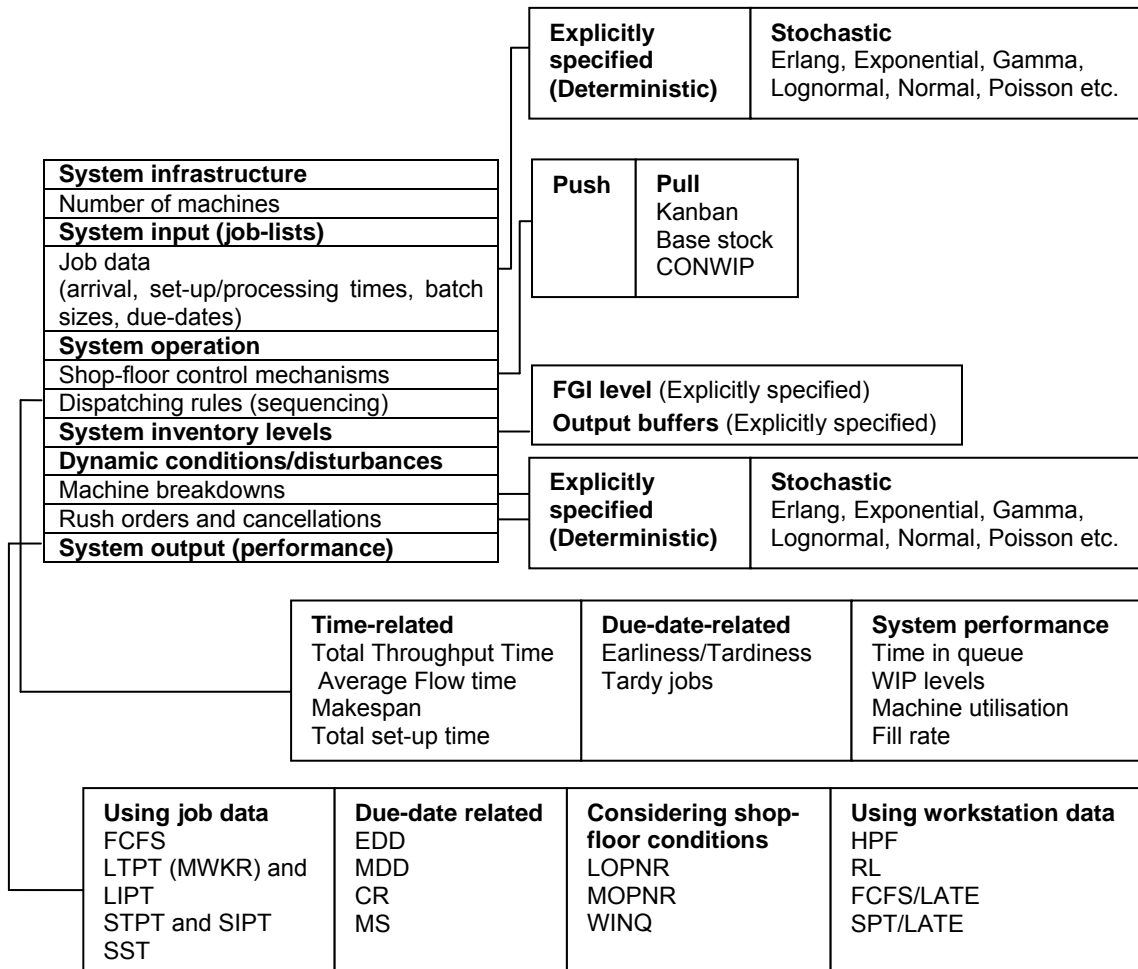 Explicitly
specified
(Deterministic)
Stochastic
Erlang, Exponential, Gamma,
Lognormal, Normal, Poisson etc.
System infrastructure
Number of machines
System input (job-lists)
Job data
(arrival, set-up/processing times, batch
sizes, due-dates)
System operation
Shop-floor control mechanisms
Dispatching rules (sequencing)
System inventory levels
Dynamic conditions/disturbances
Machine breakdowns
Rush orders and cancellations
System output (performance)
Push
Pull
Kanban
Base stock
CONWIP
FGI level (Explicitly specified)
Output buffers (Explicitly specified)
Explicitly
specified
(Deterministic)
Stochastic
Erlang, Exponential, Gamma,
Lognormal, Normal, Poisson etc.
Time-related
Total Throughput Time
Average Flow time
Makespan
Total set-up time
Due-date-related
Earliness/Tardiness
Tardy jobs
System performance
Time in queue
WIP levels
Machine utilisation
Fill rate
Using job data
FCFS
LTPT (MWKR) and
LIPT
STPT and SIPT
SST
Due-date related
EDD
MDD
CR
MS
Considering shop-
floor conditions
LOPNR
MOPNR
WINQ
Using workstation data
HPF
RL
FCFS/LATE
SPT/LATE